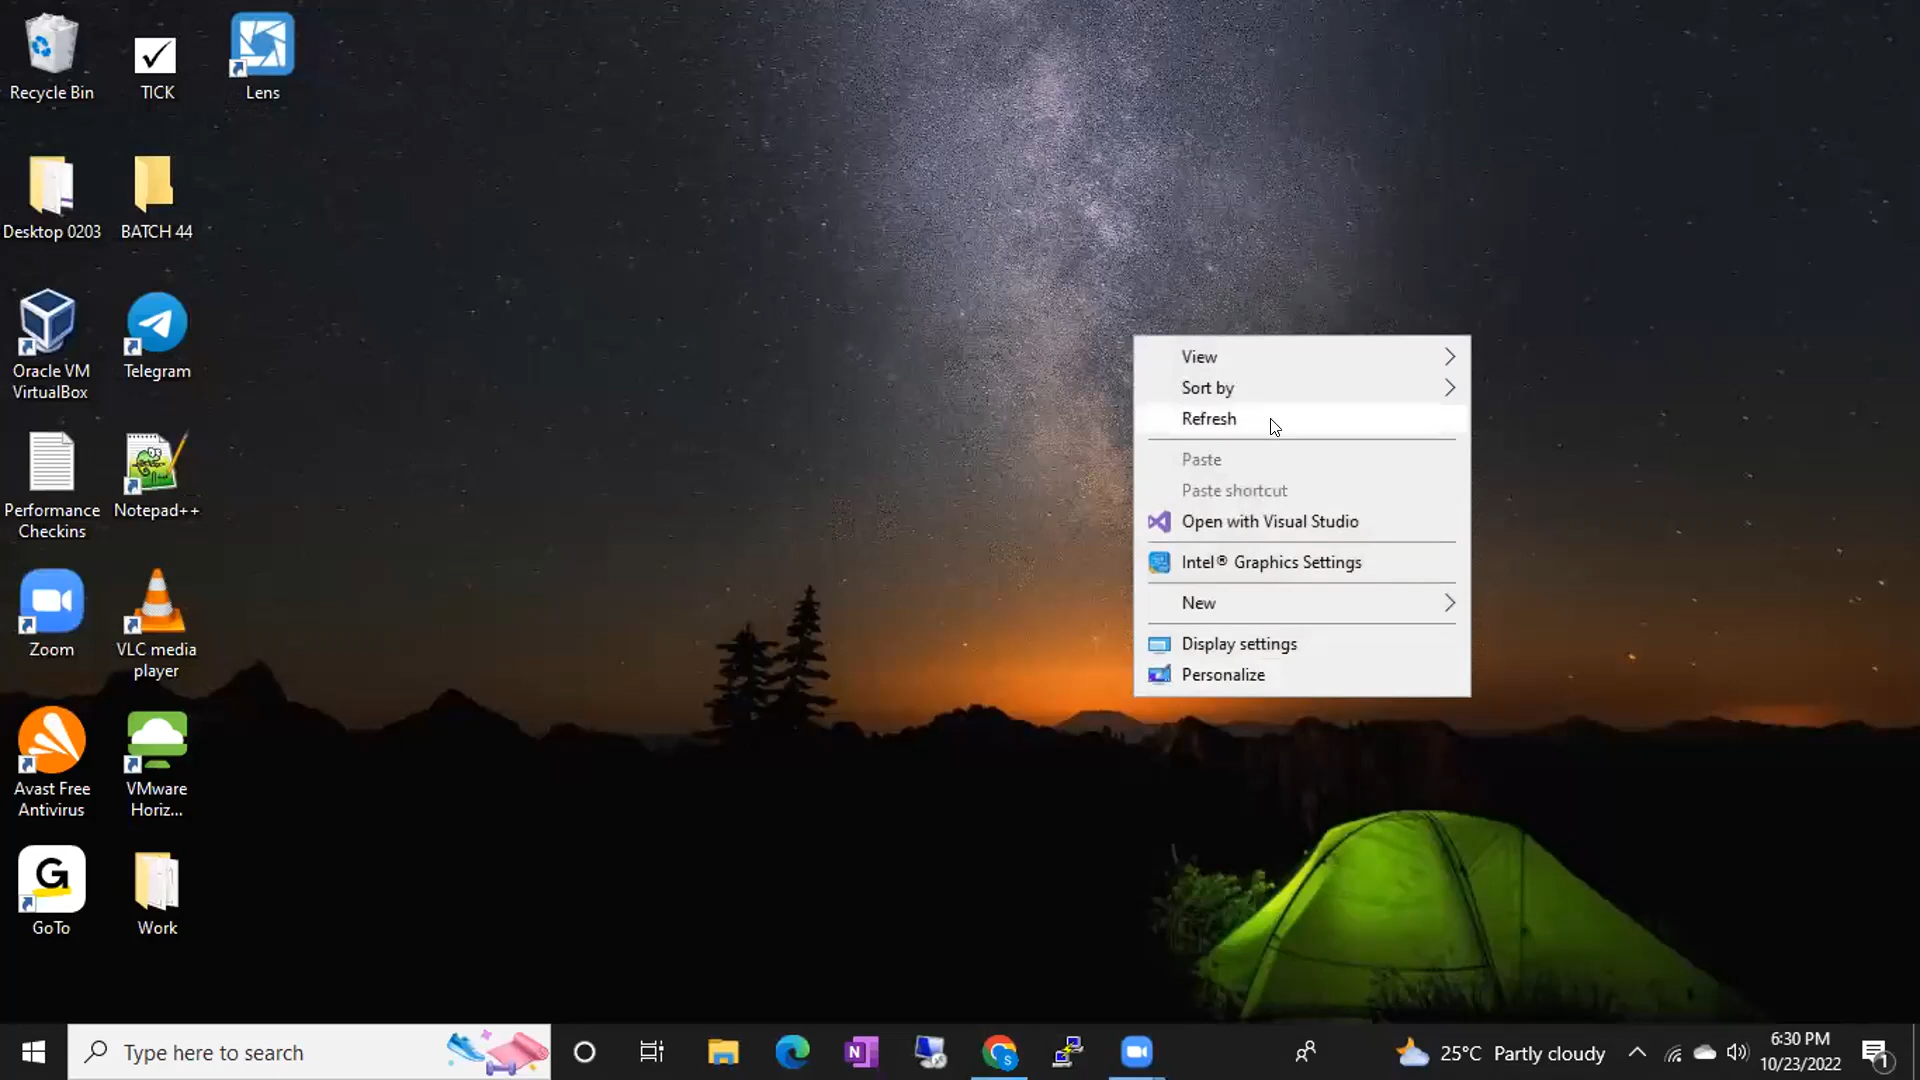 Recycle Bin
TICK
Lens
Desktop 0203
BATCH 44
Oracle VM
VirtualBox
Telegram
Performance
Checkins
Notepad++
Zoom
VLC media
player
Avast Free
Antivirus
VMware
Horiz...
G
GoTo
Work
View
Sort by
Refresh
Paste
Paste shortcut
Open with Visual Studio
Intel® Graphics Settings
New
Display settings
Personalize
Type here to search
N
S
25°C Partly cloudy
6:30 PM
10/23/2022
1